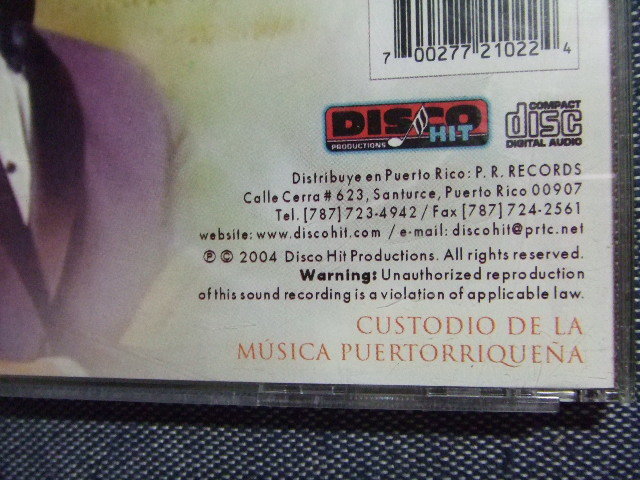 7 00277 21022 4
DISCO
HIT
PRODUCTIONS
COMPACT
disc
DIGITAL AUDIO
Distribuye en Puerto Rico: P. R. RECORDS
Calle Cerra # 623, Santurce, Puerto Rico 00907
Tel. [787] 723-4942 / Fax [787] 724-2561
website: www.discohit.com / e-mail: discohit@prtc.net
℗ © 2004 Disco Hit Productions. All rights reserved.
Warning: Unauthorized reproduction
of this sound recording is a violation of applicable law.
CUSTODIO DE LA
MÚSICA PUERTORRIQUEÑA